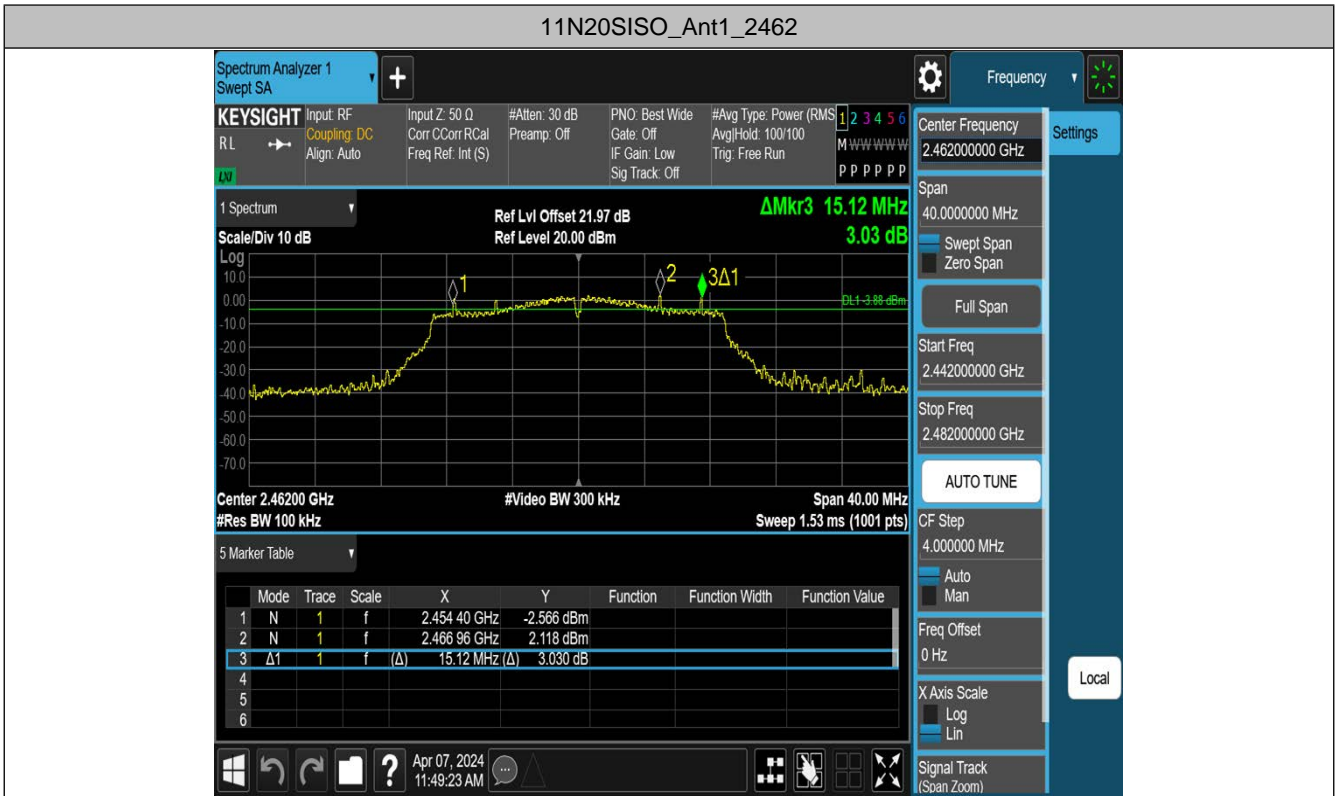 11N20SISO_Ant1_2462
Spectrum Analyzer 1
Swept SA
+
Frequency
KEYSIGHT
RL
LXI
Input: RF
Coupling: DC
Align: Auto
Input Z: 50 Ω
Corr CCorr RCal
Freq Ref: Int (S)
#Atten: 30 dB
Preamp: Off
PNO: Best Wide
Gate: Off
IF Gain: Low
Sig Track: Off
#Avg Type: Power (RMS
Avg|Hold: 100/100
Trig: Free Run
1 2 3 4 5 6
M W W W W W
P P P P P P
Center Frequency
2.462000000 GHz
Settings
Span
40.0000000 MHz
Swept Span
Zero Span
Full Span
Start Freq
2.442000000 GHz
Stop Freq
2.482000000 GHz
AUTO TUNE
CF Step
4.000000 MHz
Auto
Man
Freq Offset
0 Hz
X Axis Scale
Log
Lin
Signal Track
(Span Zoom)
Local
1 Spectrum
Scale/Div 10 dB
Ref Lvl Offset 21.97 dB
Ref Level 20.00 dBm
ΔMkr3 15.12 MHz
3.03 dB
Log
10.0
0.00
-10.0
-20.0
-30.0
-40.0
-50.0
-60.0
-70.0
1
2
3Δ1
DL1 -3.88 dBm
Center 2.46200 GHz
#Res BW 100 kHz
#Video BW 300 kHz
Span 40.00 MHz
Sweep 1.53 ms (1001 pts)
5 Marker Table
Mode Trace Scale X Y Function Function Width Function Value
1 N 1 f 2.454 40 GHz -2.566 dBm
2 N 1 f 2.466 96 GHz 2.118 dBm
3 Δ1 1 f (Δ) 15.12 MHz (Δ) 3.030 dB
4
5
6
?
Apr 07, 2024
11:49:23 AM